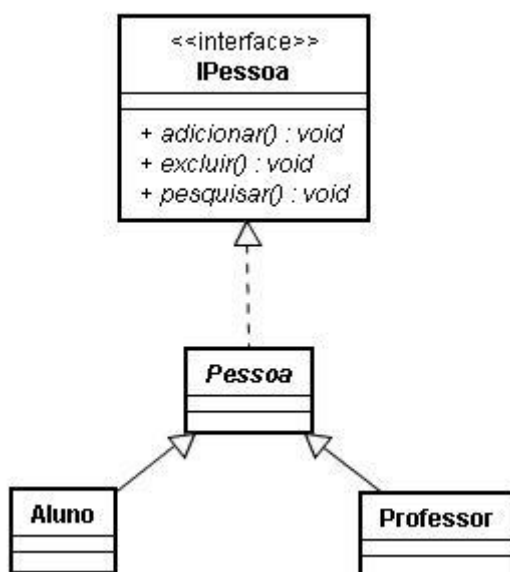 <<interface>>
IPessoa
+ adicionar() : void
+ excluir() : void
+ pesquisar() : void
Pessoa
Aluno
Professor